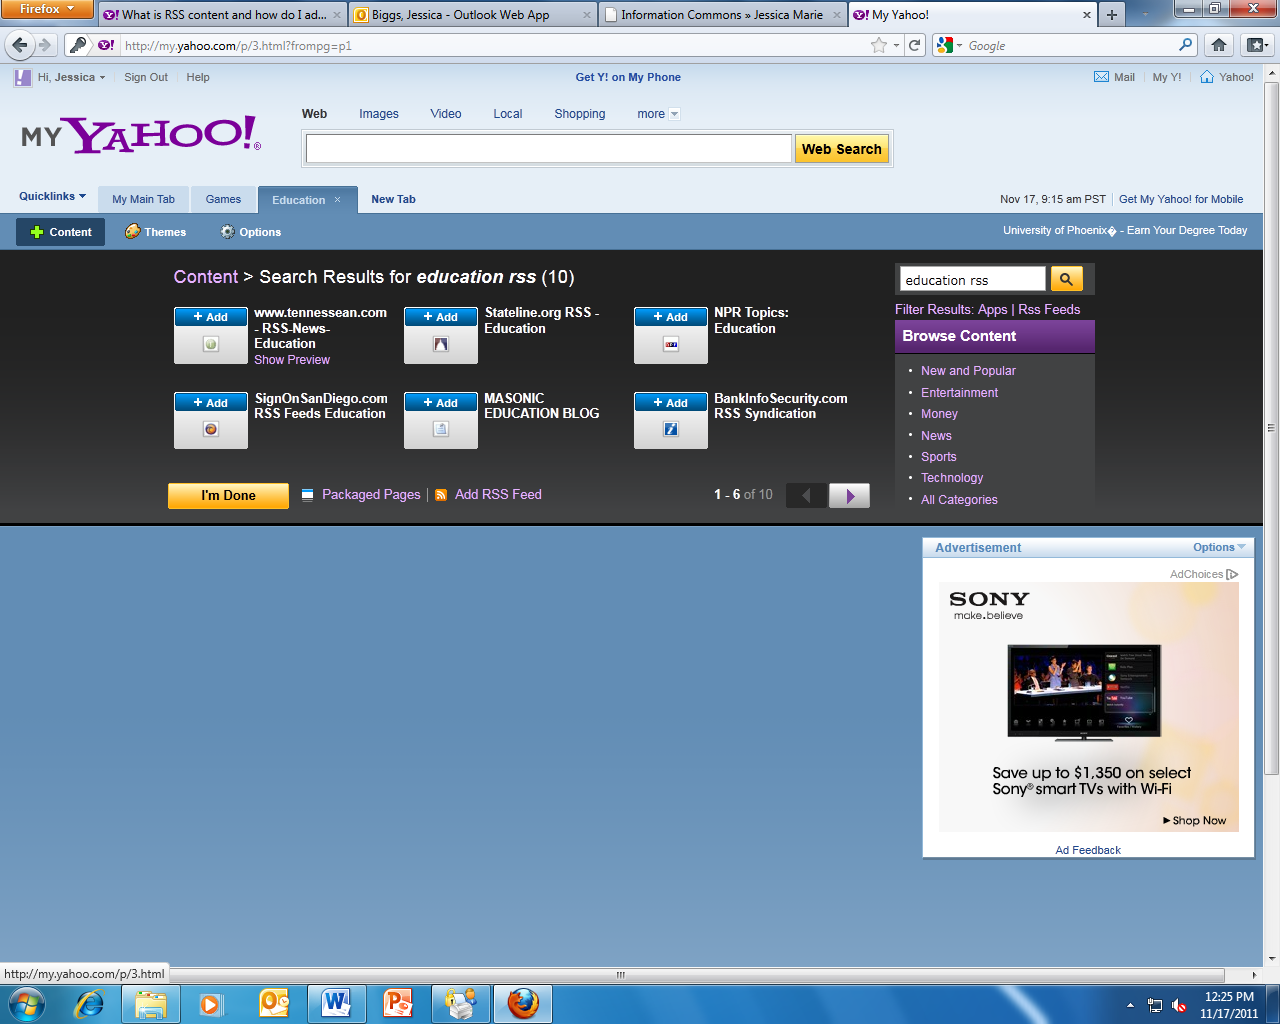 Firefox
What is RSS content and how do I ad...
Biggs, Jessica - Outlook Web App
Information Commons » Jessica Marie
My Yahoo!
http://my.yahoo.com/p/3.html?frompg=p1
Google
Hi, Jessica
Sign Out
Help
Get Y! on My Phone
Mail
My Y!
Yahoo!
Web
Images
Video
Local
Shopping
more
MY YAHOO!®
Web Search
Quicklinks
My Main Tab
Games
Education
New Tab
Nov 17, 9:15 am PST
Get My Yahoo! for Mobile
Content
Themes
Options
University of Phoenix� - Earn Your Degree Today
Content > Search Results for education rss (10)
education rss
Filter Results: Apps | Rss Feeds
+ Add
www.tennessean.com
- RSS-News-
Education
Show Preview
+ Add
Stateline.org RSS -
Education
+ Add
NPR Topics:
Education
+ Add
SignOnSanDiego.com
RSS Feeds Education
+ Add
MASONIC
EDUCATION BLOG
+ Add
BankInfoSecurity.com
RSS Syndication
Browse Content
• New and Popular
• Entertainment
• Money
• News
• Sports
• Technology
• All Categories
I'm Done
Packaged Pages
Add RSS Feed
1 - 6 of 10
Advertisement
Options
AdChoices
SONY
make.believe
Save up to $1,350 on select
Sony® smart TVs with Wi-Fi
Shop Now
Ad Feedback
http://my.yahoo.com/p/3.html
12:25 PM
11/17/2011